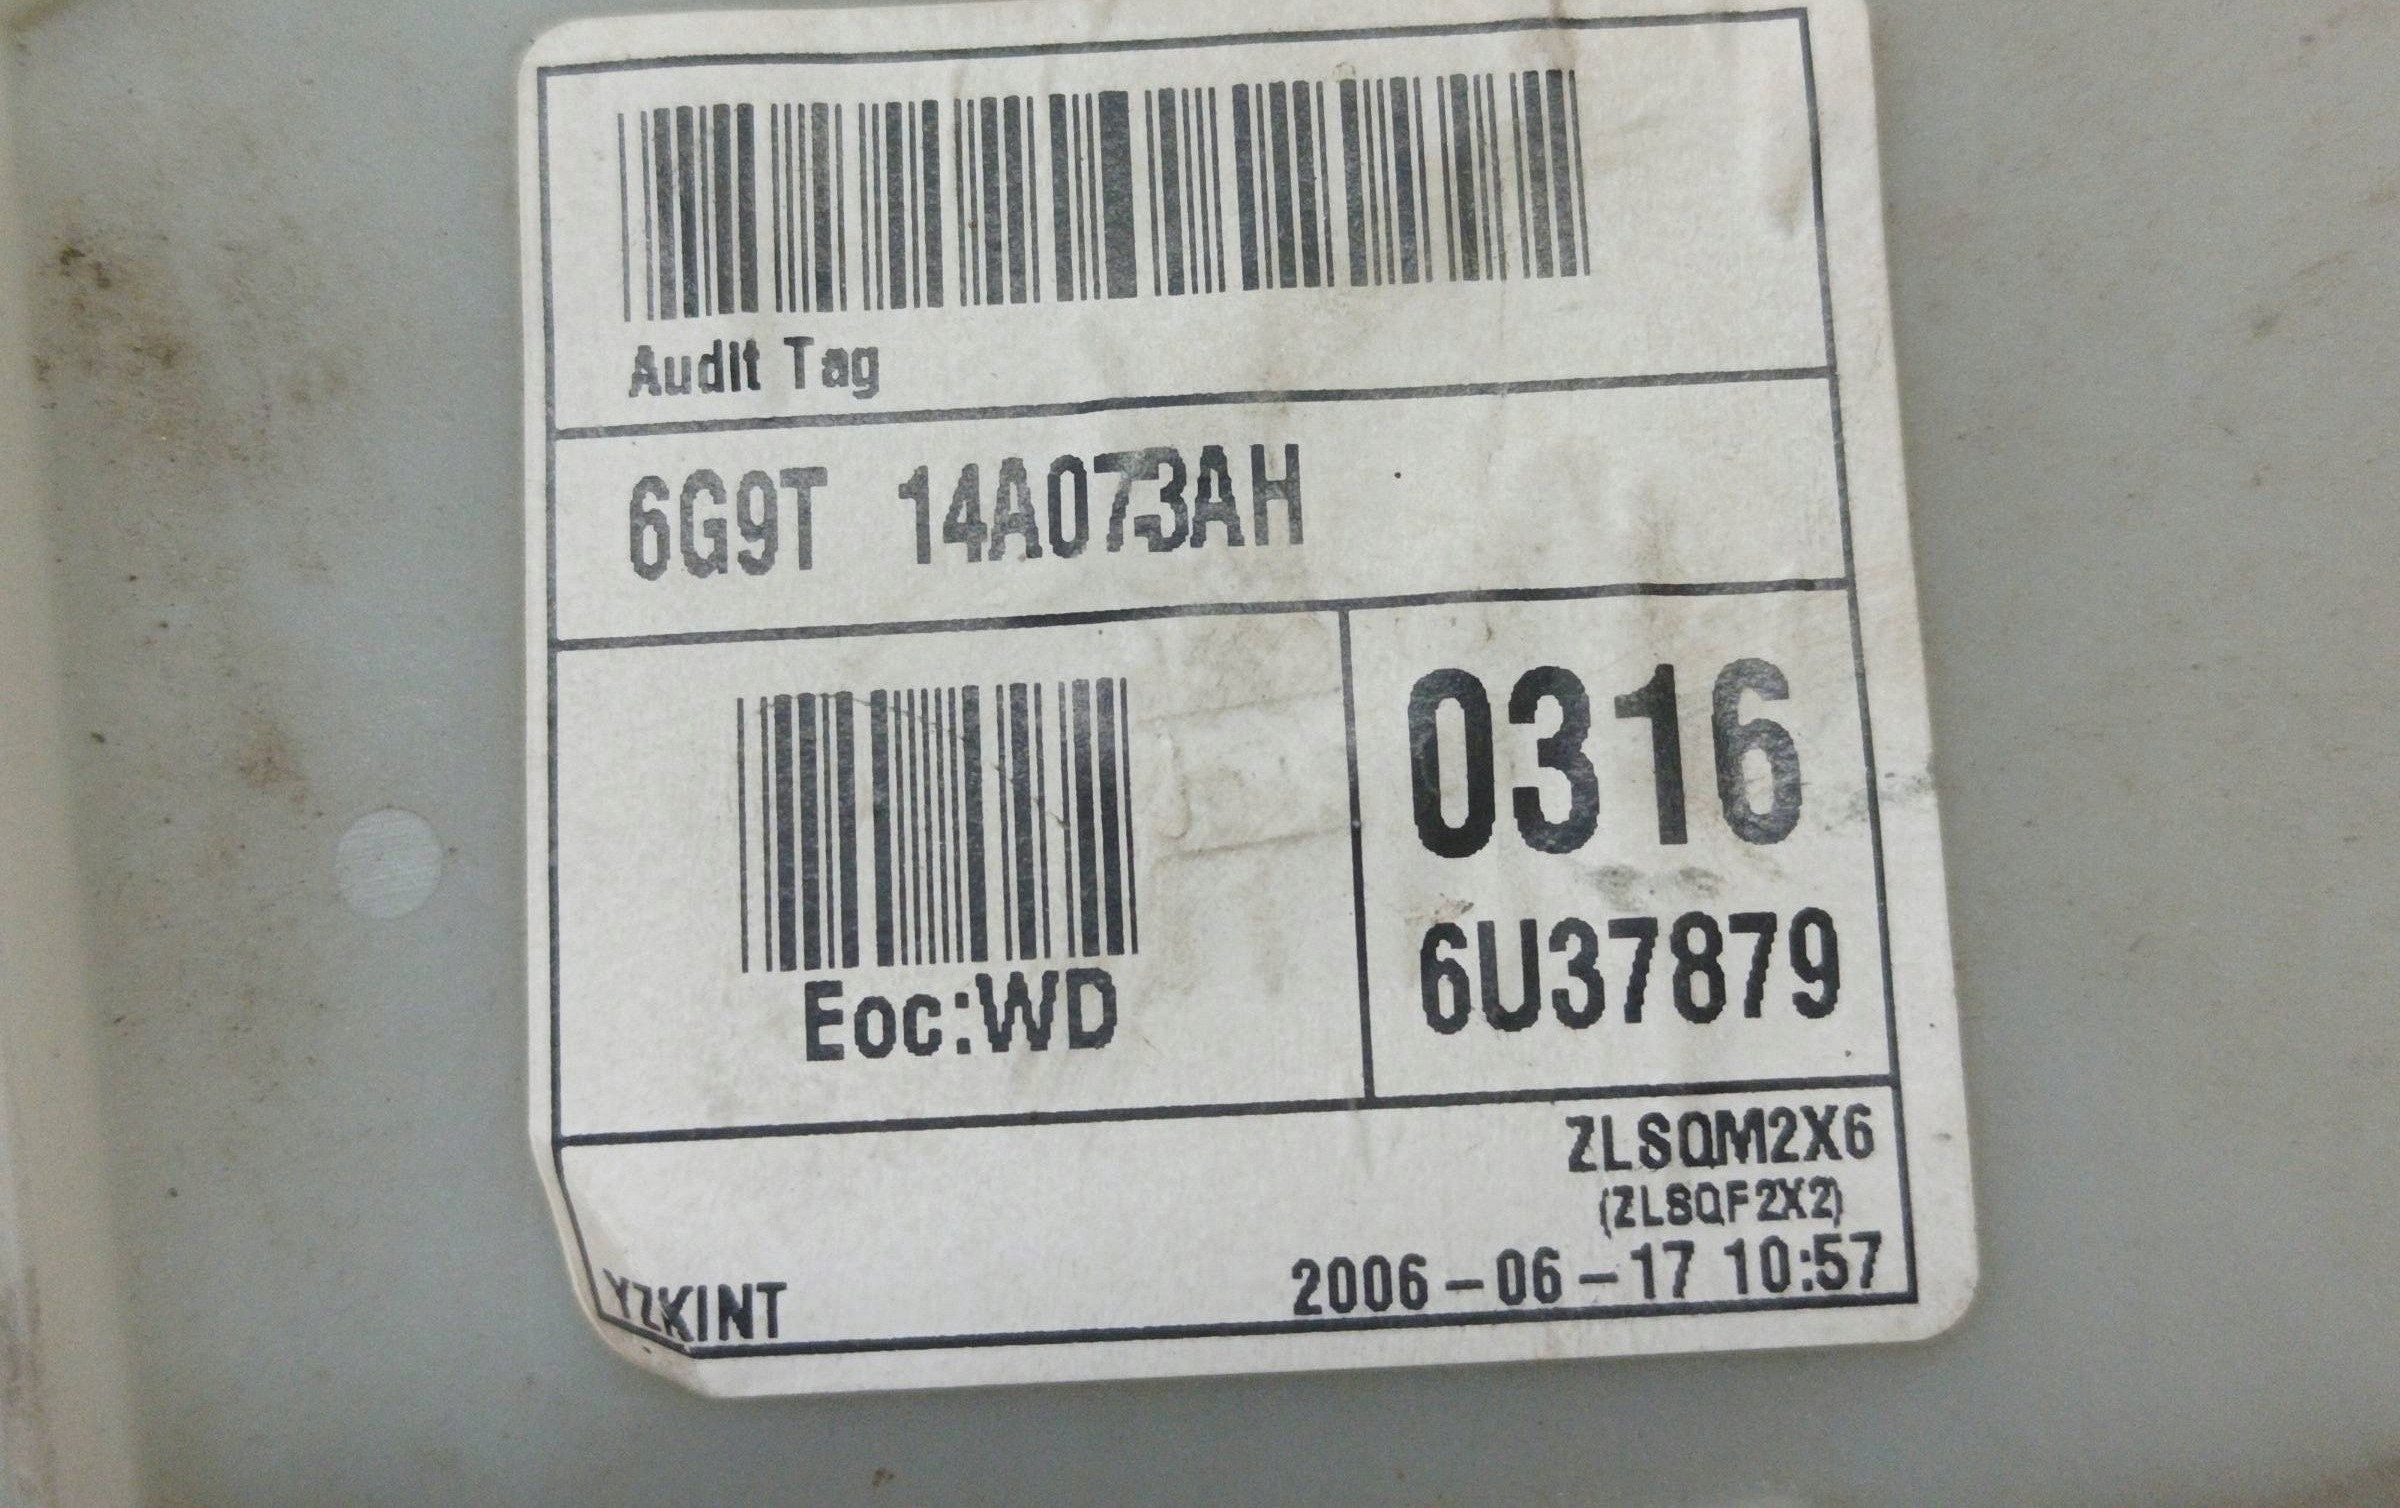 Audit Tag
6G9T 14A073AH
0316
6U37879
Eoc:WD
ZLSQM2X6
(ZLSQF2X2)
2006-06-17 10:57
YZKINT